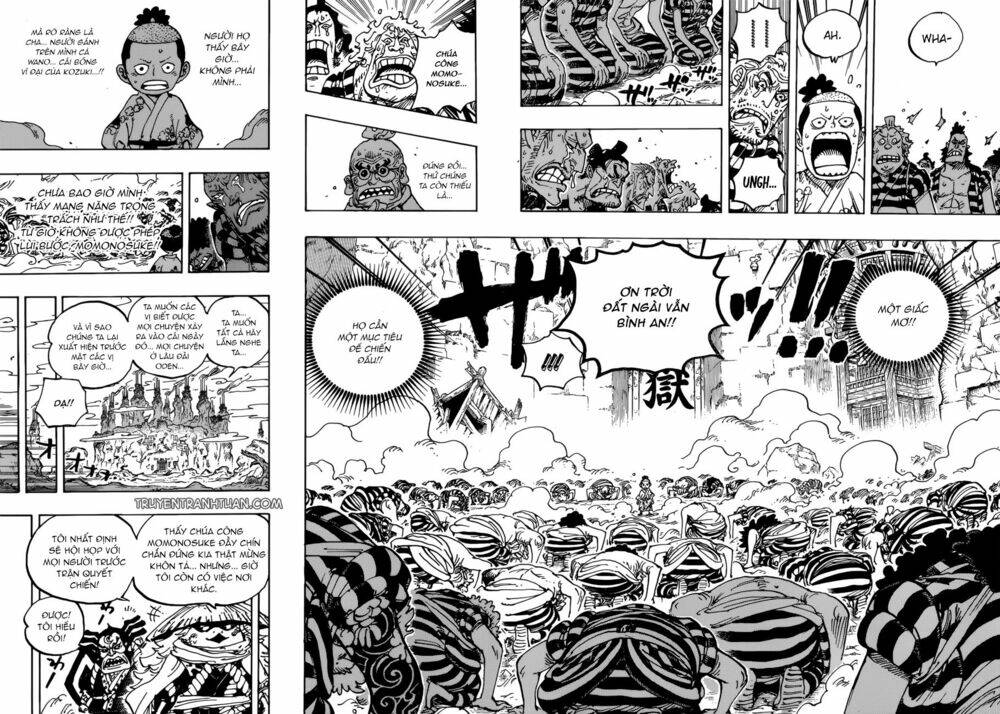 WHA-
AH.
!!!!!!
UNGH...
CHÚA
CÔNG
MOMO-
NOSUKE...
ĐÚNG RỒI...
THỨ CHÚNG
TA CÒN THIẾU
LÀ...
MỘT GIẤC
MƠ!!
ƠN TRỜI
ĐẤT NGÀI VẪN
BÌNH AN!!
!!!
HỌ CẦN
MỘT MỤC TIÊU
ĐỂ CHIẾN
ĐẤU!!
獄
NGƯỜI HỌ
THẤY BÂY
GIỜ...
KHÔNG PHẢI
MÌNH...
MÀ RÕ RÀNG LÀ
CHA... NGƯỜI GÁNH
TRÊN MÌNH CẢ
WANO... CÁI BÓNG
VĨ ĐẠI CỦA KOZUKI...!!
CHƯA BAO GIỜ MÌNH
THẤY MANG NẶNG TRỌNG
TRÁCH NHƯ THẾ!!
TỪ GIỜ KHÔNG ĐƯỢC PHÉP
LÙI BƯỚC, MOMONOSUKE!!
TA...
TA MUỐN
TẤT CẢ HÃY
LẮNG NGHE
TA...
TA MUỐN CÁC
VỊ BIẾT ĐƯỢC
MỌI CHUYỆN XẢY
RA VÀO CÁI NGÀY
ĐÓ... MỌI CHUYỆN
Ở LÂU ĐÀI
ODEN...
VÀ VÌ SAO
CHÚNG TA LẠI
XUẤT HIỆN TRƯỚC
MẶT CÁC VỊ
BÂY GIỜ...
DẠ!!
TRUYENTRANHTUAN.COM
THẤY CHÚA CÔNG
MOMONOSUKE ĐẦY CHÍN
CHẮN ĐỨNG KIA THẬT MỪNG
KHÔN TẢ... NHƯNG... GIỜ
TÔI CÒN CÓ VIỆC NƠI
KHÁC.
TÔI NHẤT ĐỊNH
SẼ HỘI HỌP VỚI
MỌI NGƯỜI TRƯỚC
TRẬN QUYẾT
CHIẾN!
ĐƯỢC!
TÔI HIỂU
RỒI!